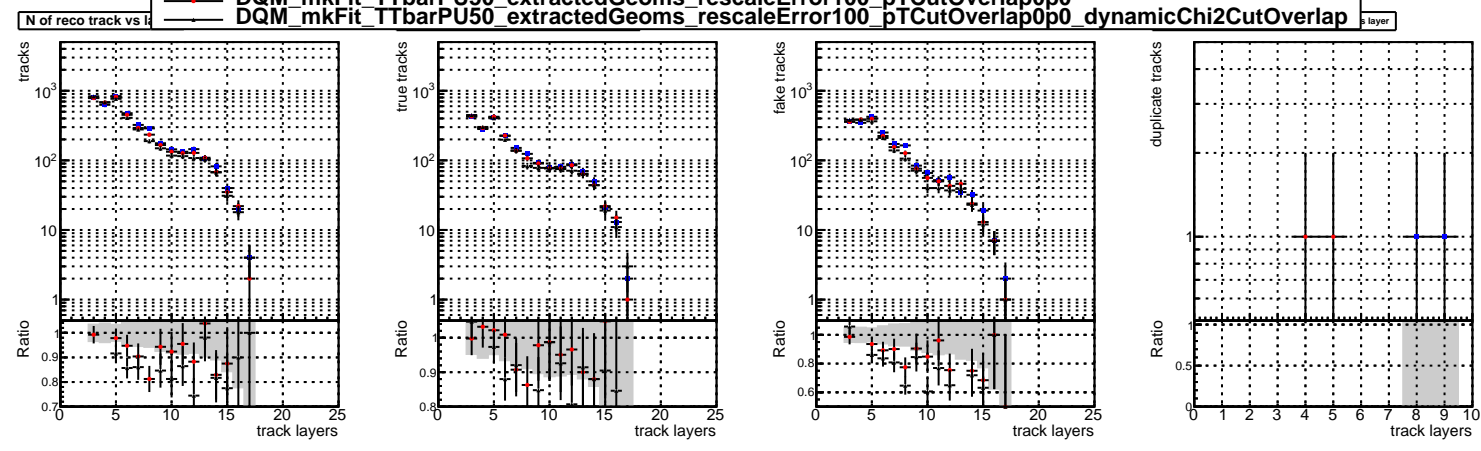 DQM_mkFit_TTbarPU50_extractedGeoms_rescaleError100_pTCutOverlap0p0
DQM_mkFit_TTbarPU50_extractedGeoms_rescaleError100_pTCutOverlap0p0_dynamicChi2CutOverlap
N of reco track vs
layer
tracks
10³
10²
10
1
Ratio
1
0.9
0.8
0.7
0 5 10 15 20 25
track layers
true tracks
10³
10²
10
1
Ratio
1
0.9
0.8
0 5 10 15 20 25
track layers
fake tracks
10³
10²
10
1
Ratio
1
0.8
0.6
0 5 10 15 20 25
track layers
duplicate tracks
1
Ratio
1
0.5
0
0 1 2 3 4 5 6 7 8 9 10
track layers